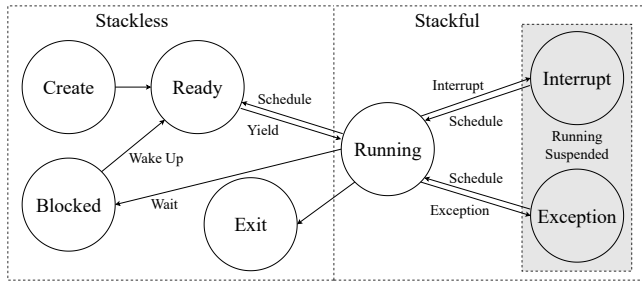 Stackless
Stackful
Create
Ready
Schedule
Yield
Running
Interrupt
Schedule
Interrupt
Running
Suspended
Wake Up
Blocked
Wait
Exit
Schedule
Exception
Exception